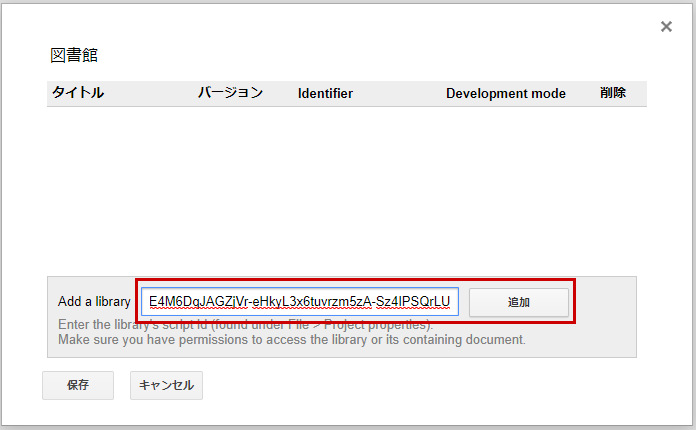 図書館
タイトル バージョン Identifier Development mode 削除
Add a library E4M6DqJAGZjVr-eHkyL3x6tuvrzm5zA-Sz4IPSQrLU 追加
Enter the library's script id (found under File > Project properties).
Make sure you have permissions to access the library or its containing document.
保存 キャンセル